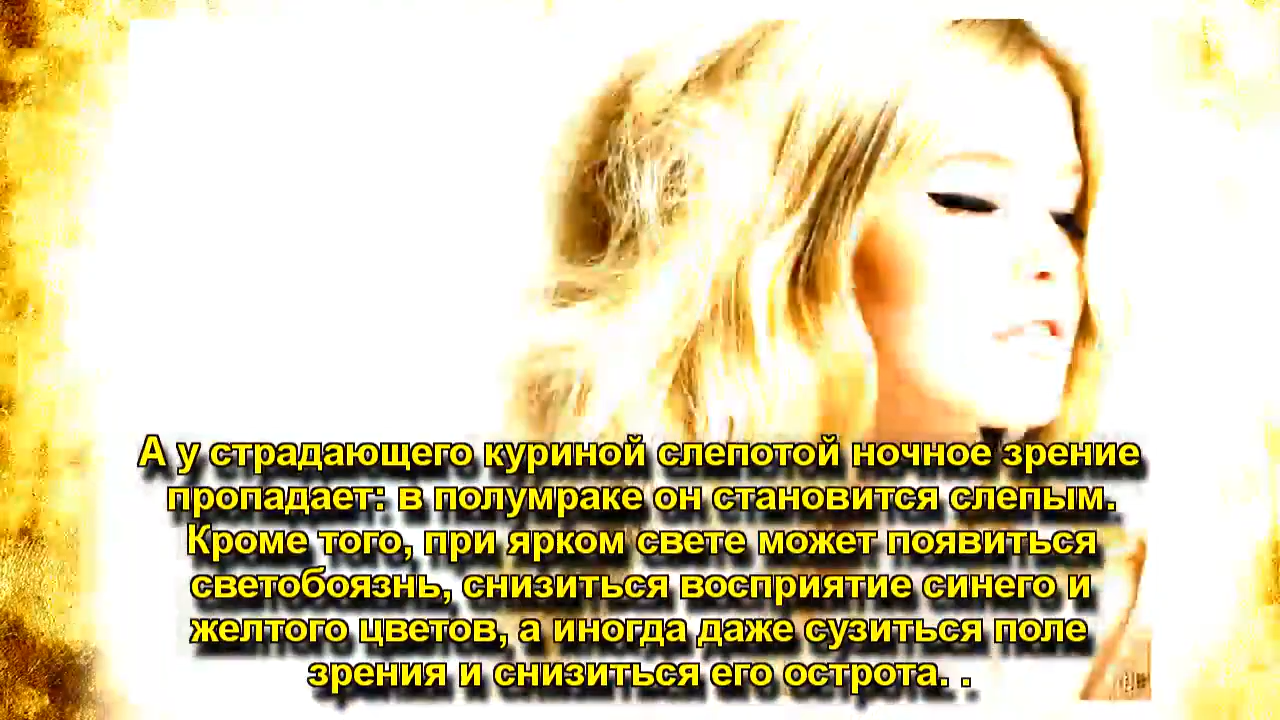 А у страдающего куриной слепотой ночное зрение
пропадает: в полумраке он становится слепым.
Кроме того, при ярком свете может появиться
светобоязнь, снизиться восприятие синего и
желтого цветов, а иногда даже сузиться поле
зрения и снизиться его острота. .